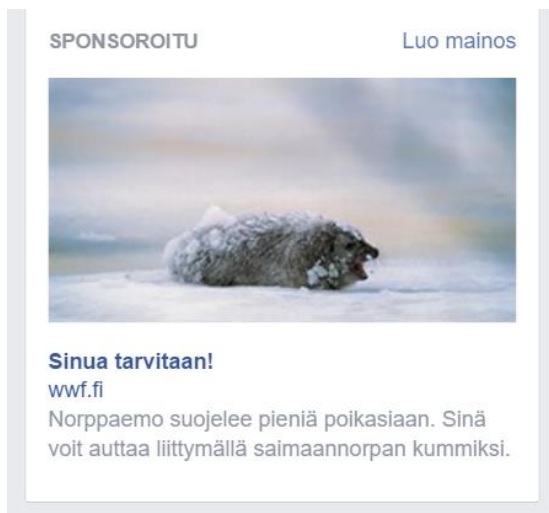 SPONSOROITU Luo mainos
Sinua tarvitaan!
wwf.fi
Norppaemo suojelee pieniä poikasiaan. Sinä
voit auttaa liittymällä saimaannorpan kummiksi.